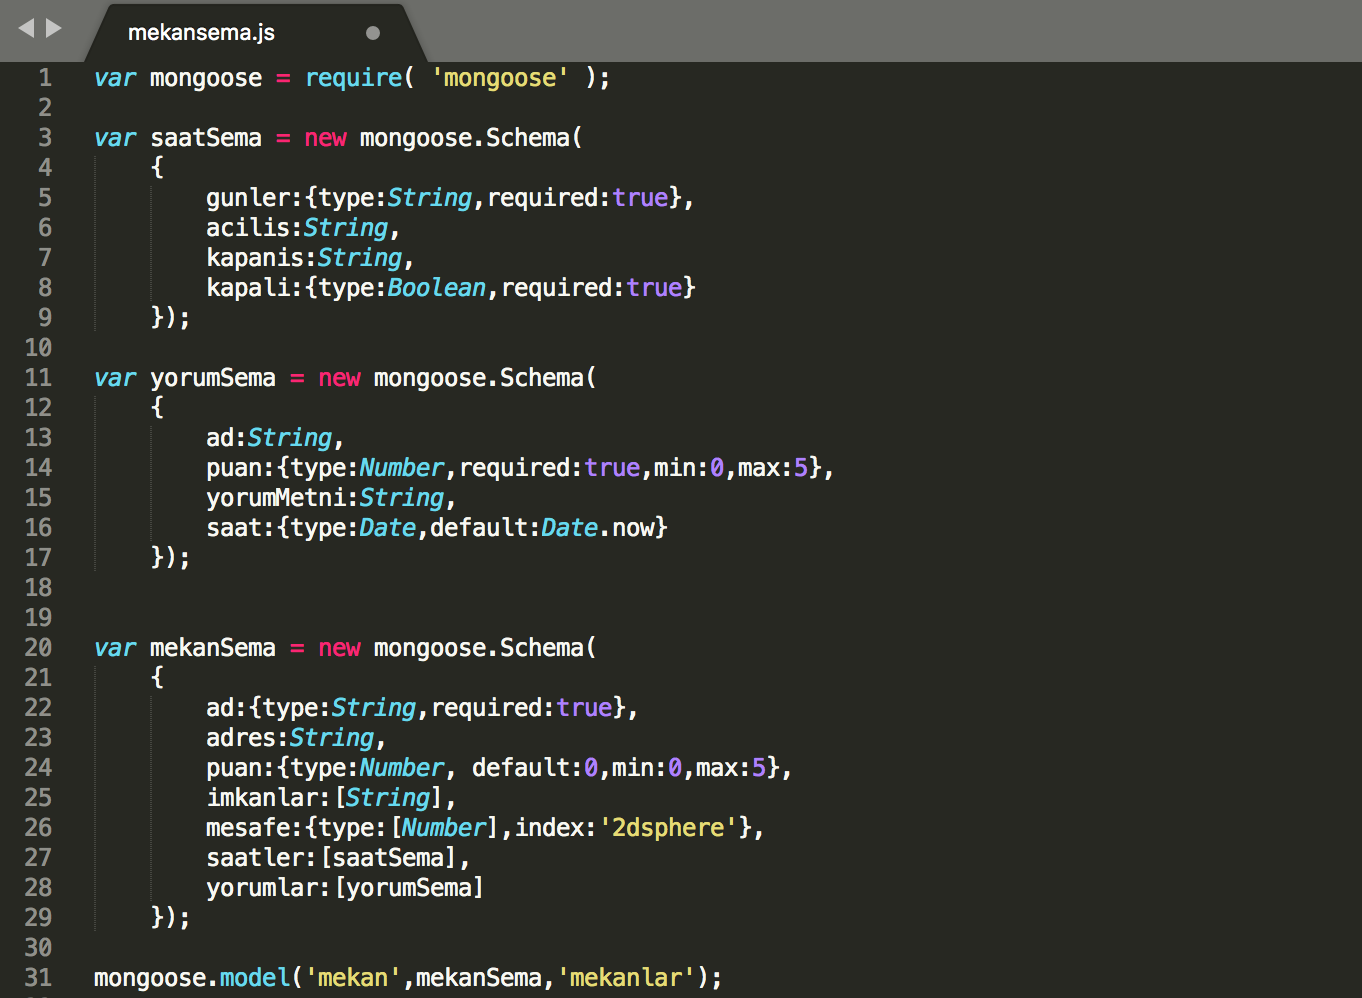 mekansema.js
1 var mongoose = require( 'mongoose' );
2
3 var saatSema = new mongoose.Schema(
4     {
5         gunler:{type:String,required:true},
6         acilis:String,
7         kapanis:String,
8         kapali:{type:Boolean,required:true}
9     });
10
11 var yorumSema = new mongoose.Schema(
12     {
13         ad:String,
14         puan:{type:Number,required:true,min:0,max:5},
15         yorumMetni:String,
16         saat:{type:Date,default:Date.now}
17     });
18
19
20 var mekanSema = new mongoose.Schema(
21     {
22         ad:{type:String,required:true},
23         adres:String,
24         puan:{type:Number, default:0,min:0,max:5},
25         imkanlar:[String],
26         mesafe:{type:[Number],index:'2dsphere'},
27         saatler:[saatSema],
28         yorumlar:[yorumSema]
29     });
30
31 mongoose.model('mekan',mekanSema,'mekanlar');